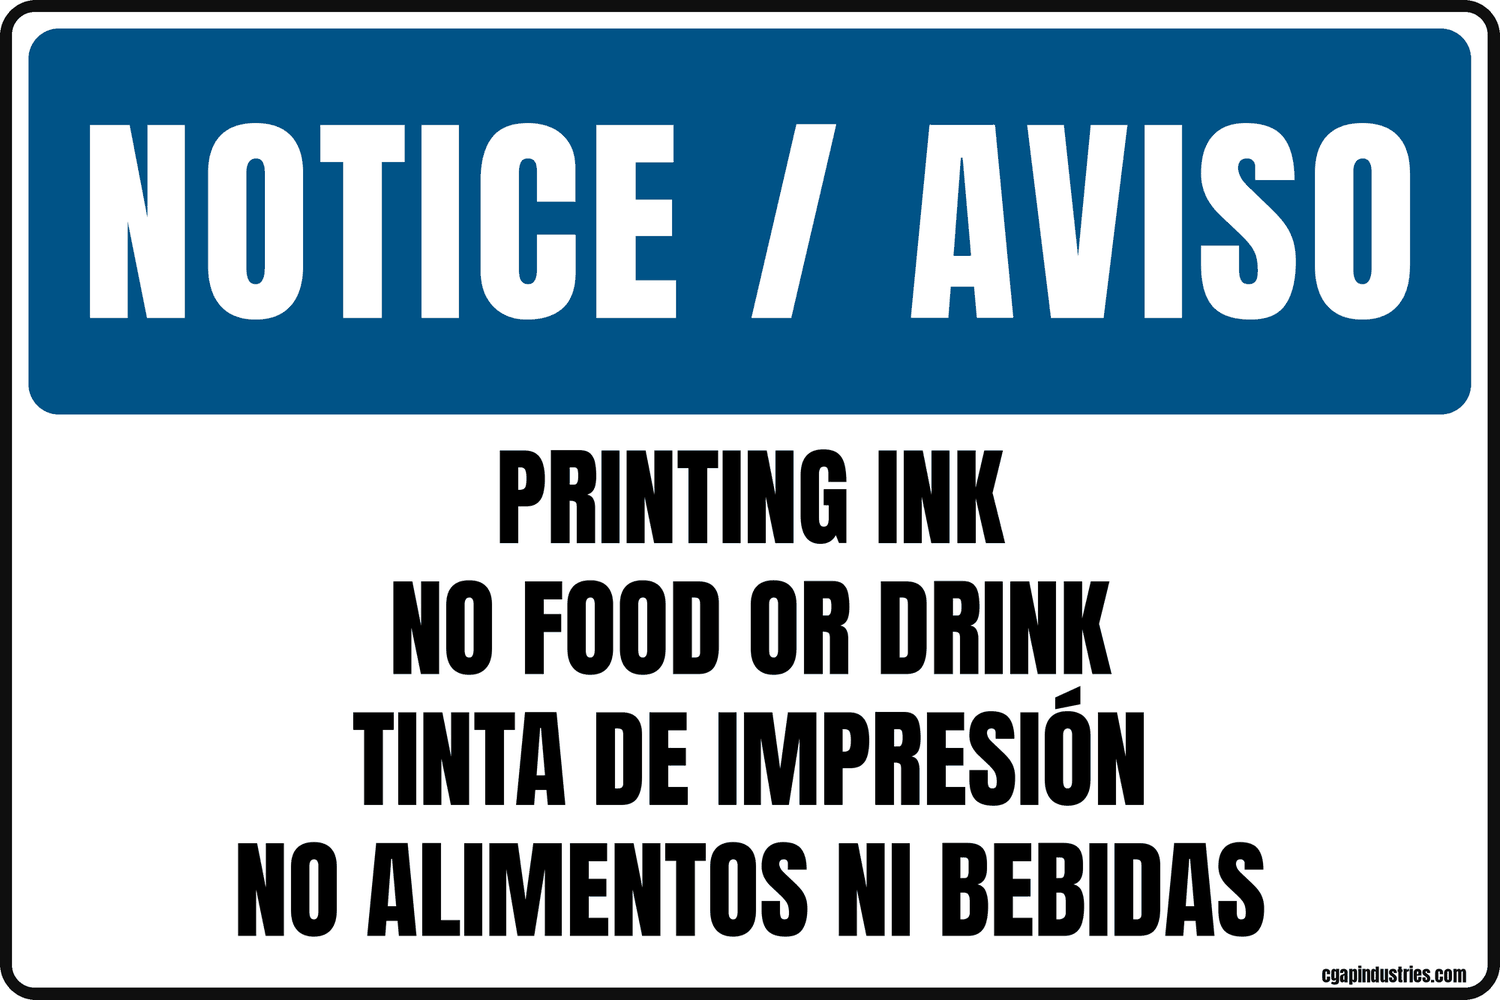 NOTICE / AVISO
PRINTING INK
NO FOOD OR DRINK
TINTA DE IMPRESIÓN
NO ALIMENTOS NI BEBIDAS
cgapindustries.com